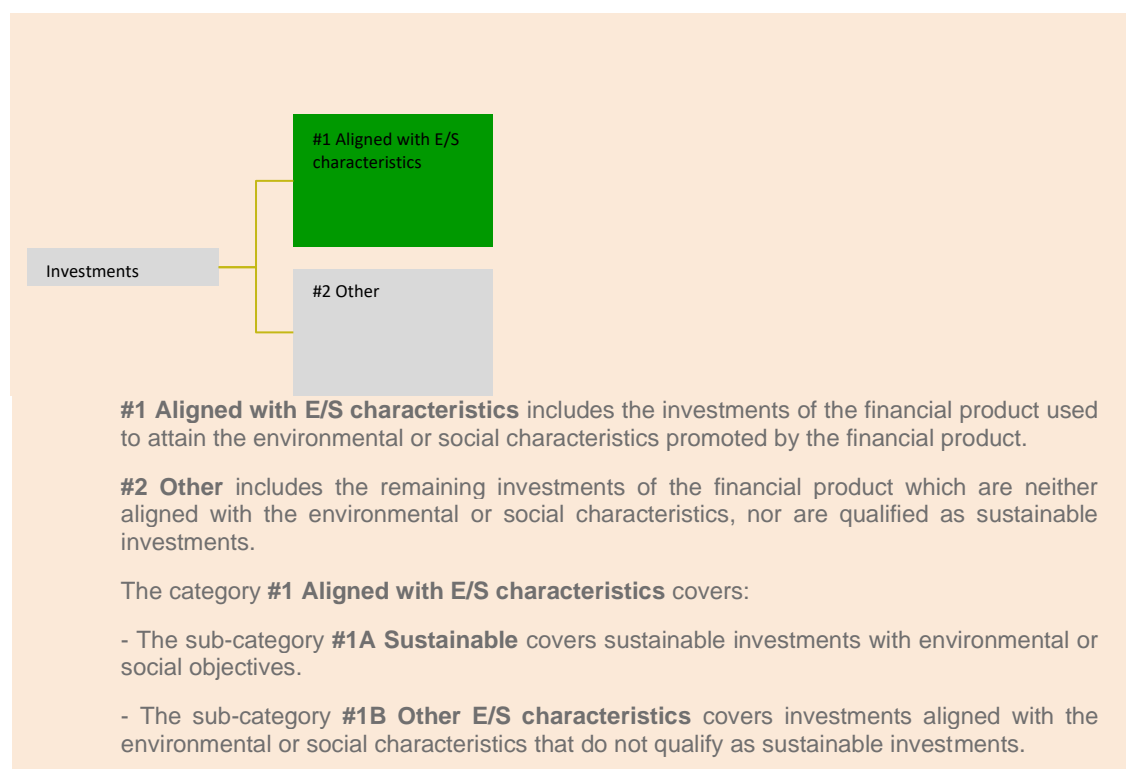 #1 Aligned with E/S
characteristics
Investments
#2 Other
#1 Aligned with E/S characteristics includes the investments of the financial product used
to attain the environmental or social characteristics promoted by the financial product.
#2 Other includes the remaining investments of the financial product which are neither
aligned with the environmental or social characteristics, nor are qualified as sustainable
investments.
The category #1 Aligned with E/S characteristics covers:
- The sub-category #1A Sustainable covers sustainable investments with environmental or
social objectives.
- The sub-category #1B Other E/S characteristics covers investments aligned with the
environmental or social characteristics that do not qualify as sustainable investments.